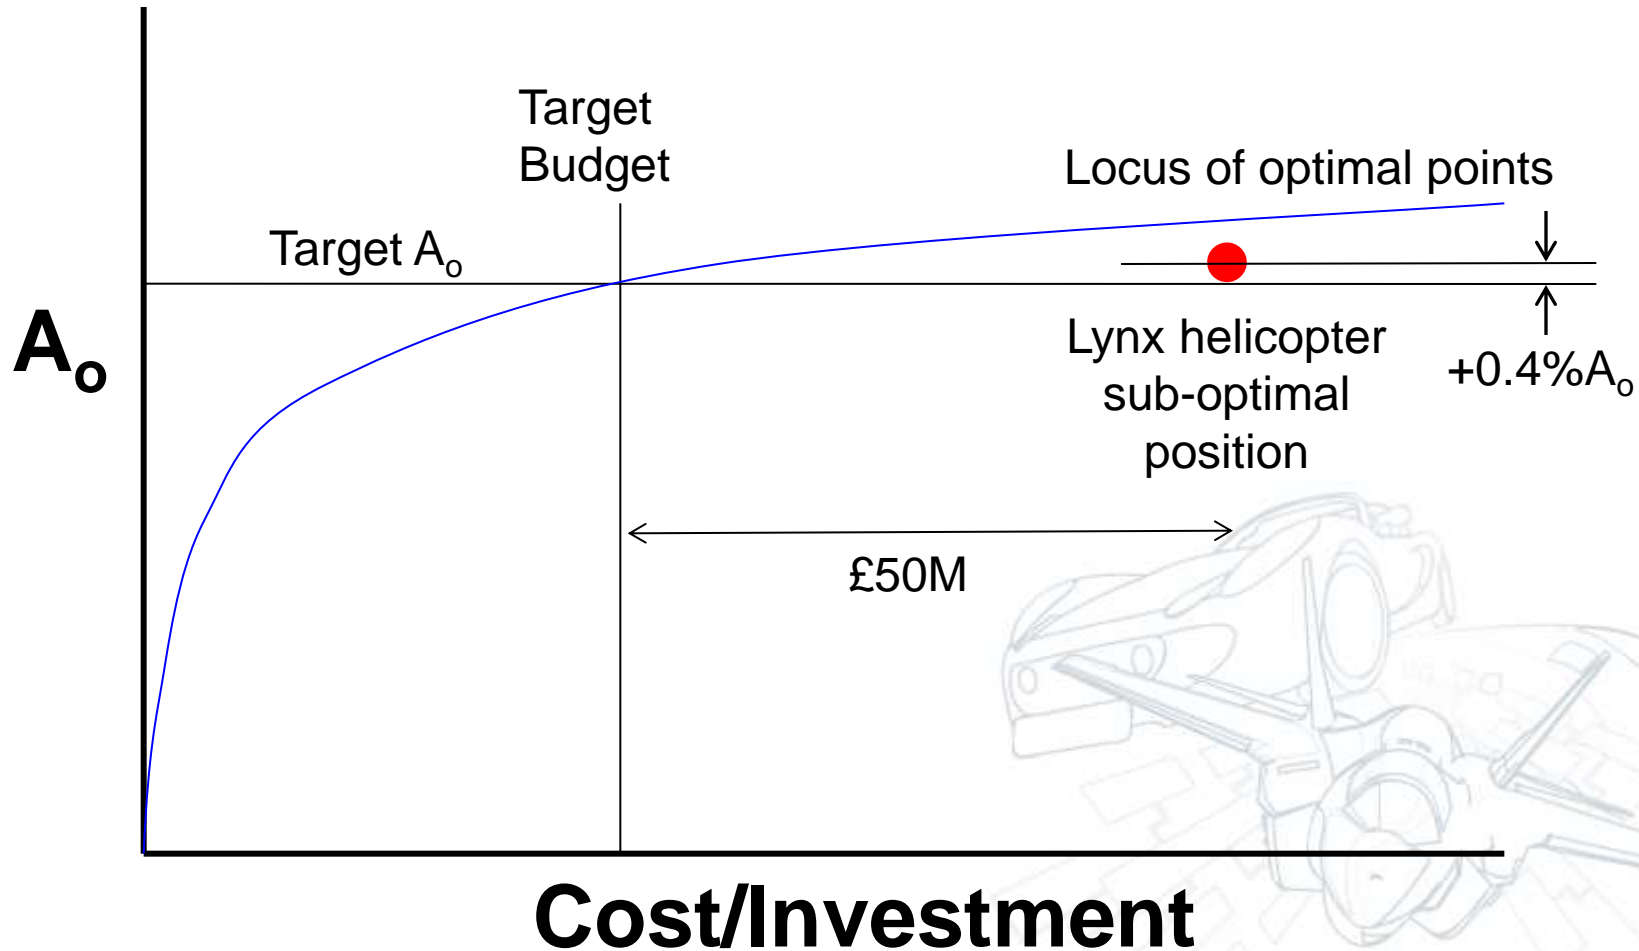 Target
Budget
Locus of optimal points
Target Aₒ
Aₒ
Lynx helicopter
sub-optimal
position
+0.4%Aₒ
£50M
Cost/Investment